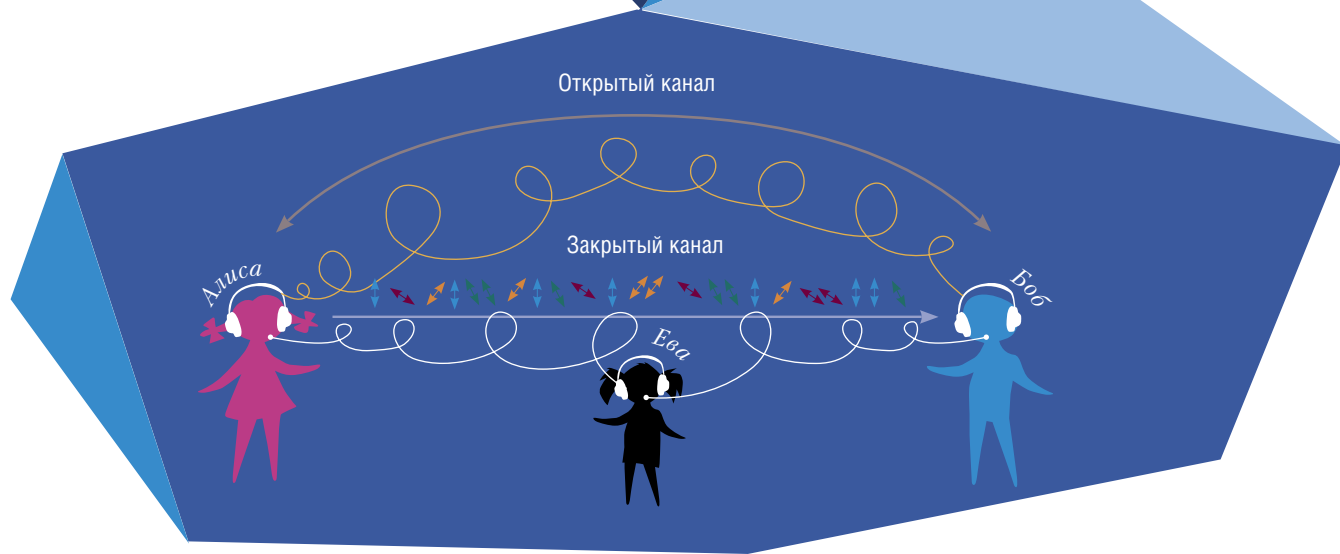 Открытый канал
Закрытый канал
Алиса
Боб
Ева